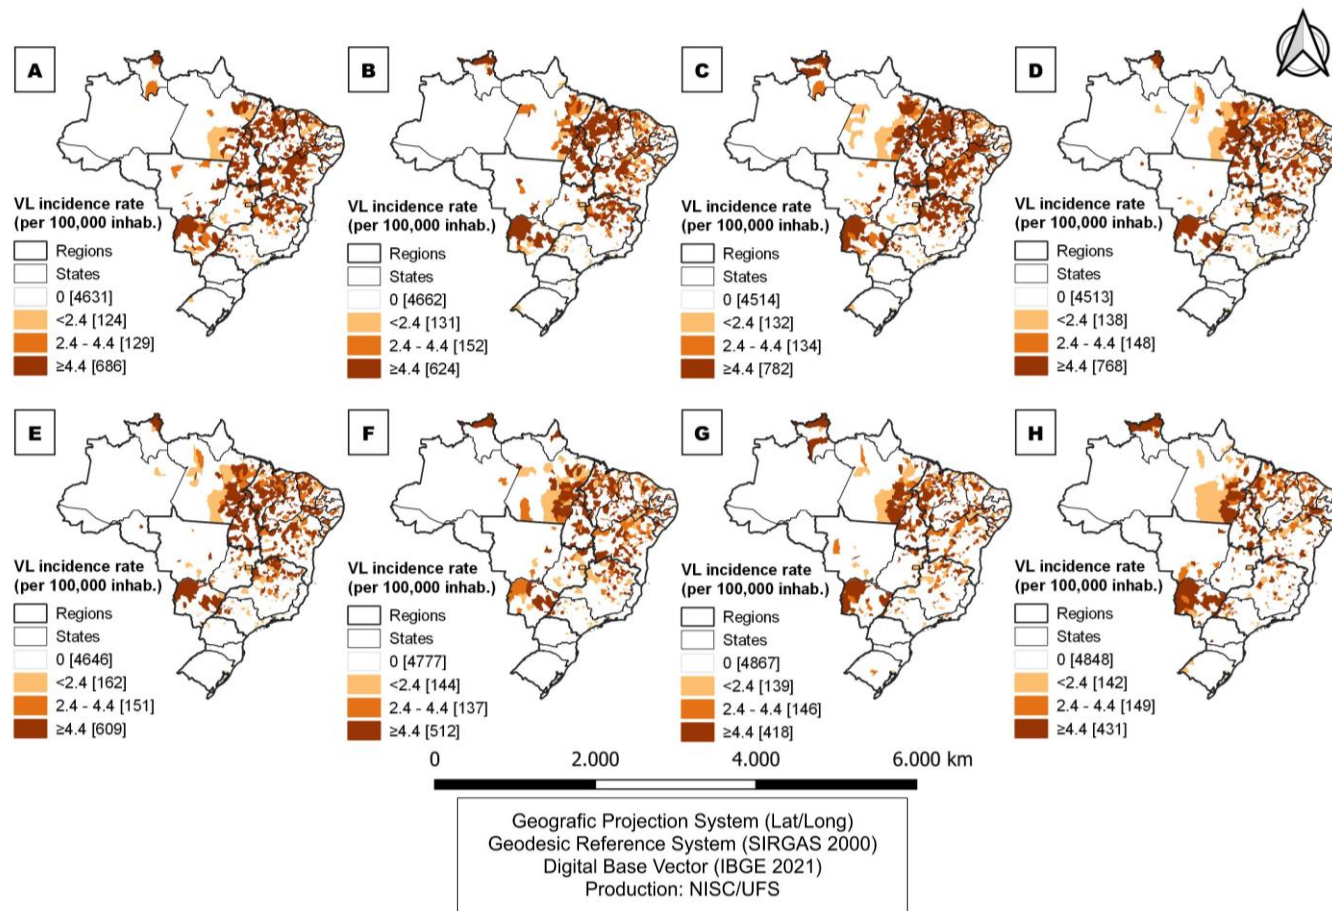 A
VL incidence rate
(per 100,000 inhab.)
Regions
States
0 [4631]
<2.4 [124]
2.4 - 4.4 [129]
≥4.4 [686]
B
VL incidence rate
(per 100,000 inhab.)
Regions
States
0 [4662]
<2.4 [131]
2.4 - 4.4 [152]
≥4.4 [624]
C
VL incidence rate
(per 100,000 inhab.)
Regions
States
0 [4514]
<2.4 [132]
2.4 - 4.4 [134]
≥4.4 [782]
D
VL incidence rate
(per 100,000 inhab.)
Regions
States
0 [4513]
<2.4 [138]
2.4 - 4.4 [148]
≥4.4 [768]
E
VL incidence rate
(per 100,000 inhab.)
Regions
States
0 [4646]
<2.4 [162]
2.4 - 4.4 [151]
≥4.4 [609]
F
VL incidence rate
(per 100,000 inhab.)
Regions
States
0 [4777]
<2.4 [144]
2.4 - 4.4 [137]
≥4.4 [512]
G
VL incidence rate
(per 100,000 inhab.)
Regions
States
0 [4867]
<2.4 [139]
2.4 - 4.4 [146]
≥4.4 [418]
H
VL incidence rate
(per 100,000 inhab.)
Regions
States
0 [4848]
<2.4 [142]
2.4 - 4.4 [149]
≥4.4 [431]
0 2.000 4.000 6.000 km
Geografic Projection System (Lat/Long)
Geodesic Reference System (SIRGAS 2000)
Digital Base Vector (IBGE 2021)
Production: NISC/UFS